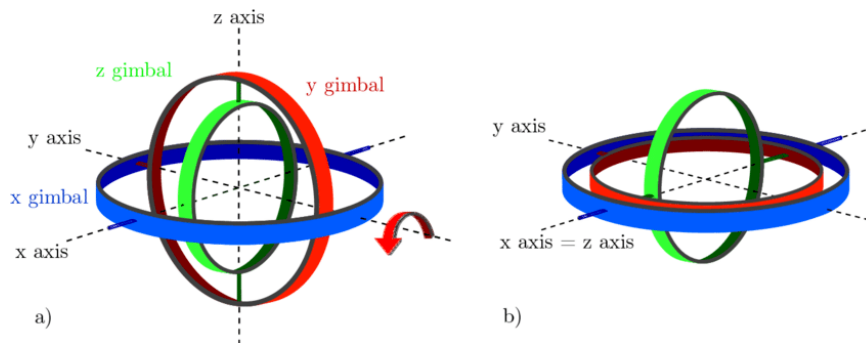 z axis
z gimbal
y gimbal
y axis
x gimbal
x axis
a)
y axis
x axis = z axis
b)